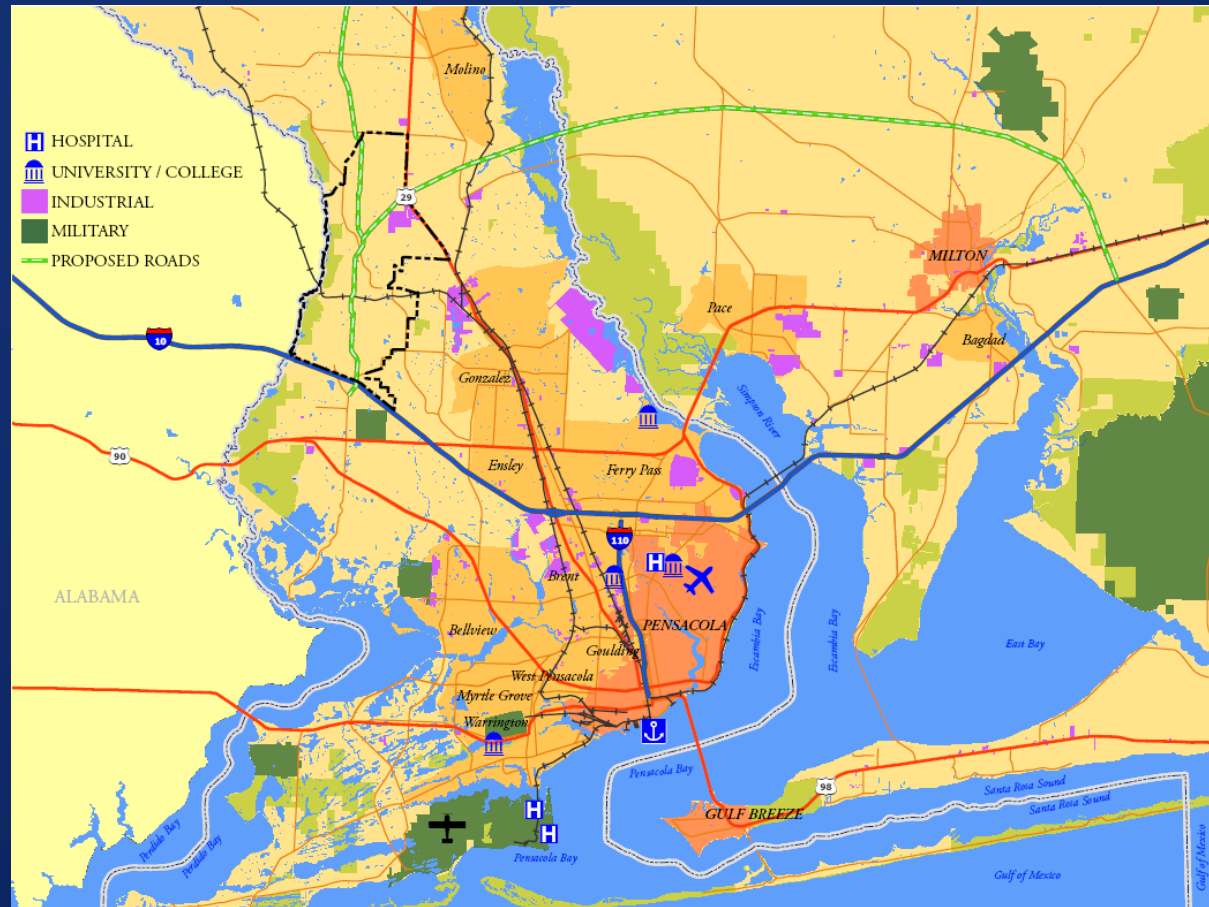 Molino
H HOSPITAL
UNIVERSITY / COLLEGE
INDUSTRIAL
MILITARY
PROPOSED ROADS
29
MILTON
Pace
10
Bagdad
Gonzalez
Simpson River
90
Ensley
Ferry Pass
110
H
Brent
ALABAMA
PENSACOLA
Bellview
Escambia Bay
Escambia Bay
East Bay
Goulding
West Pensacola
Myrtle Grove
Warrington
Pensacola Bay
98
Santa Rosa Sound
Santa Rosa Sound
GULF BREEZE
H
H
Perdido Bay
Perdido Bay
Pensacola Bay
Gulf of Mexico
Gulf of Mexico